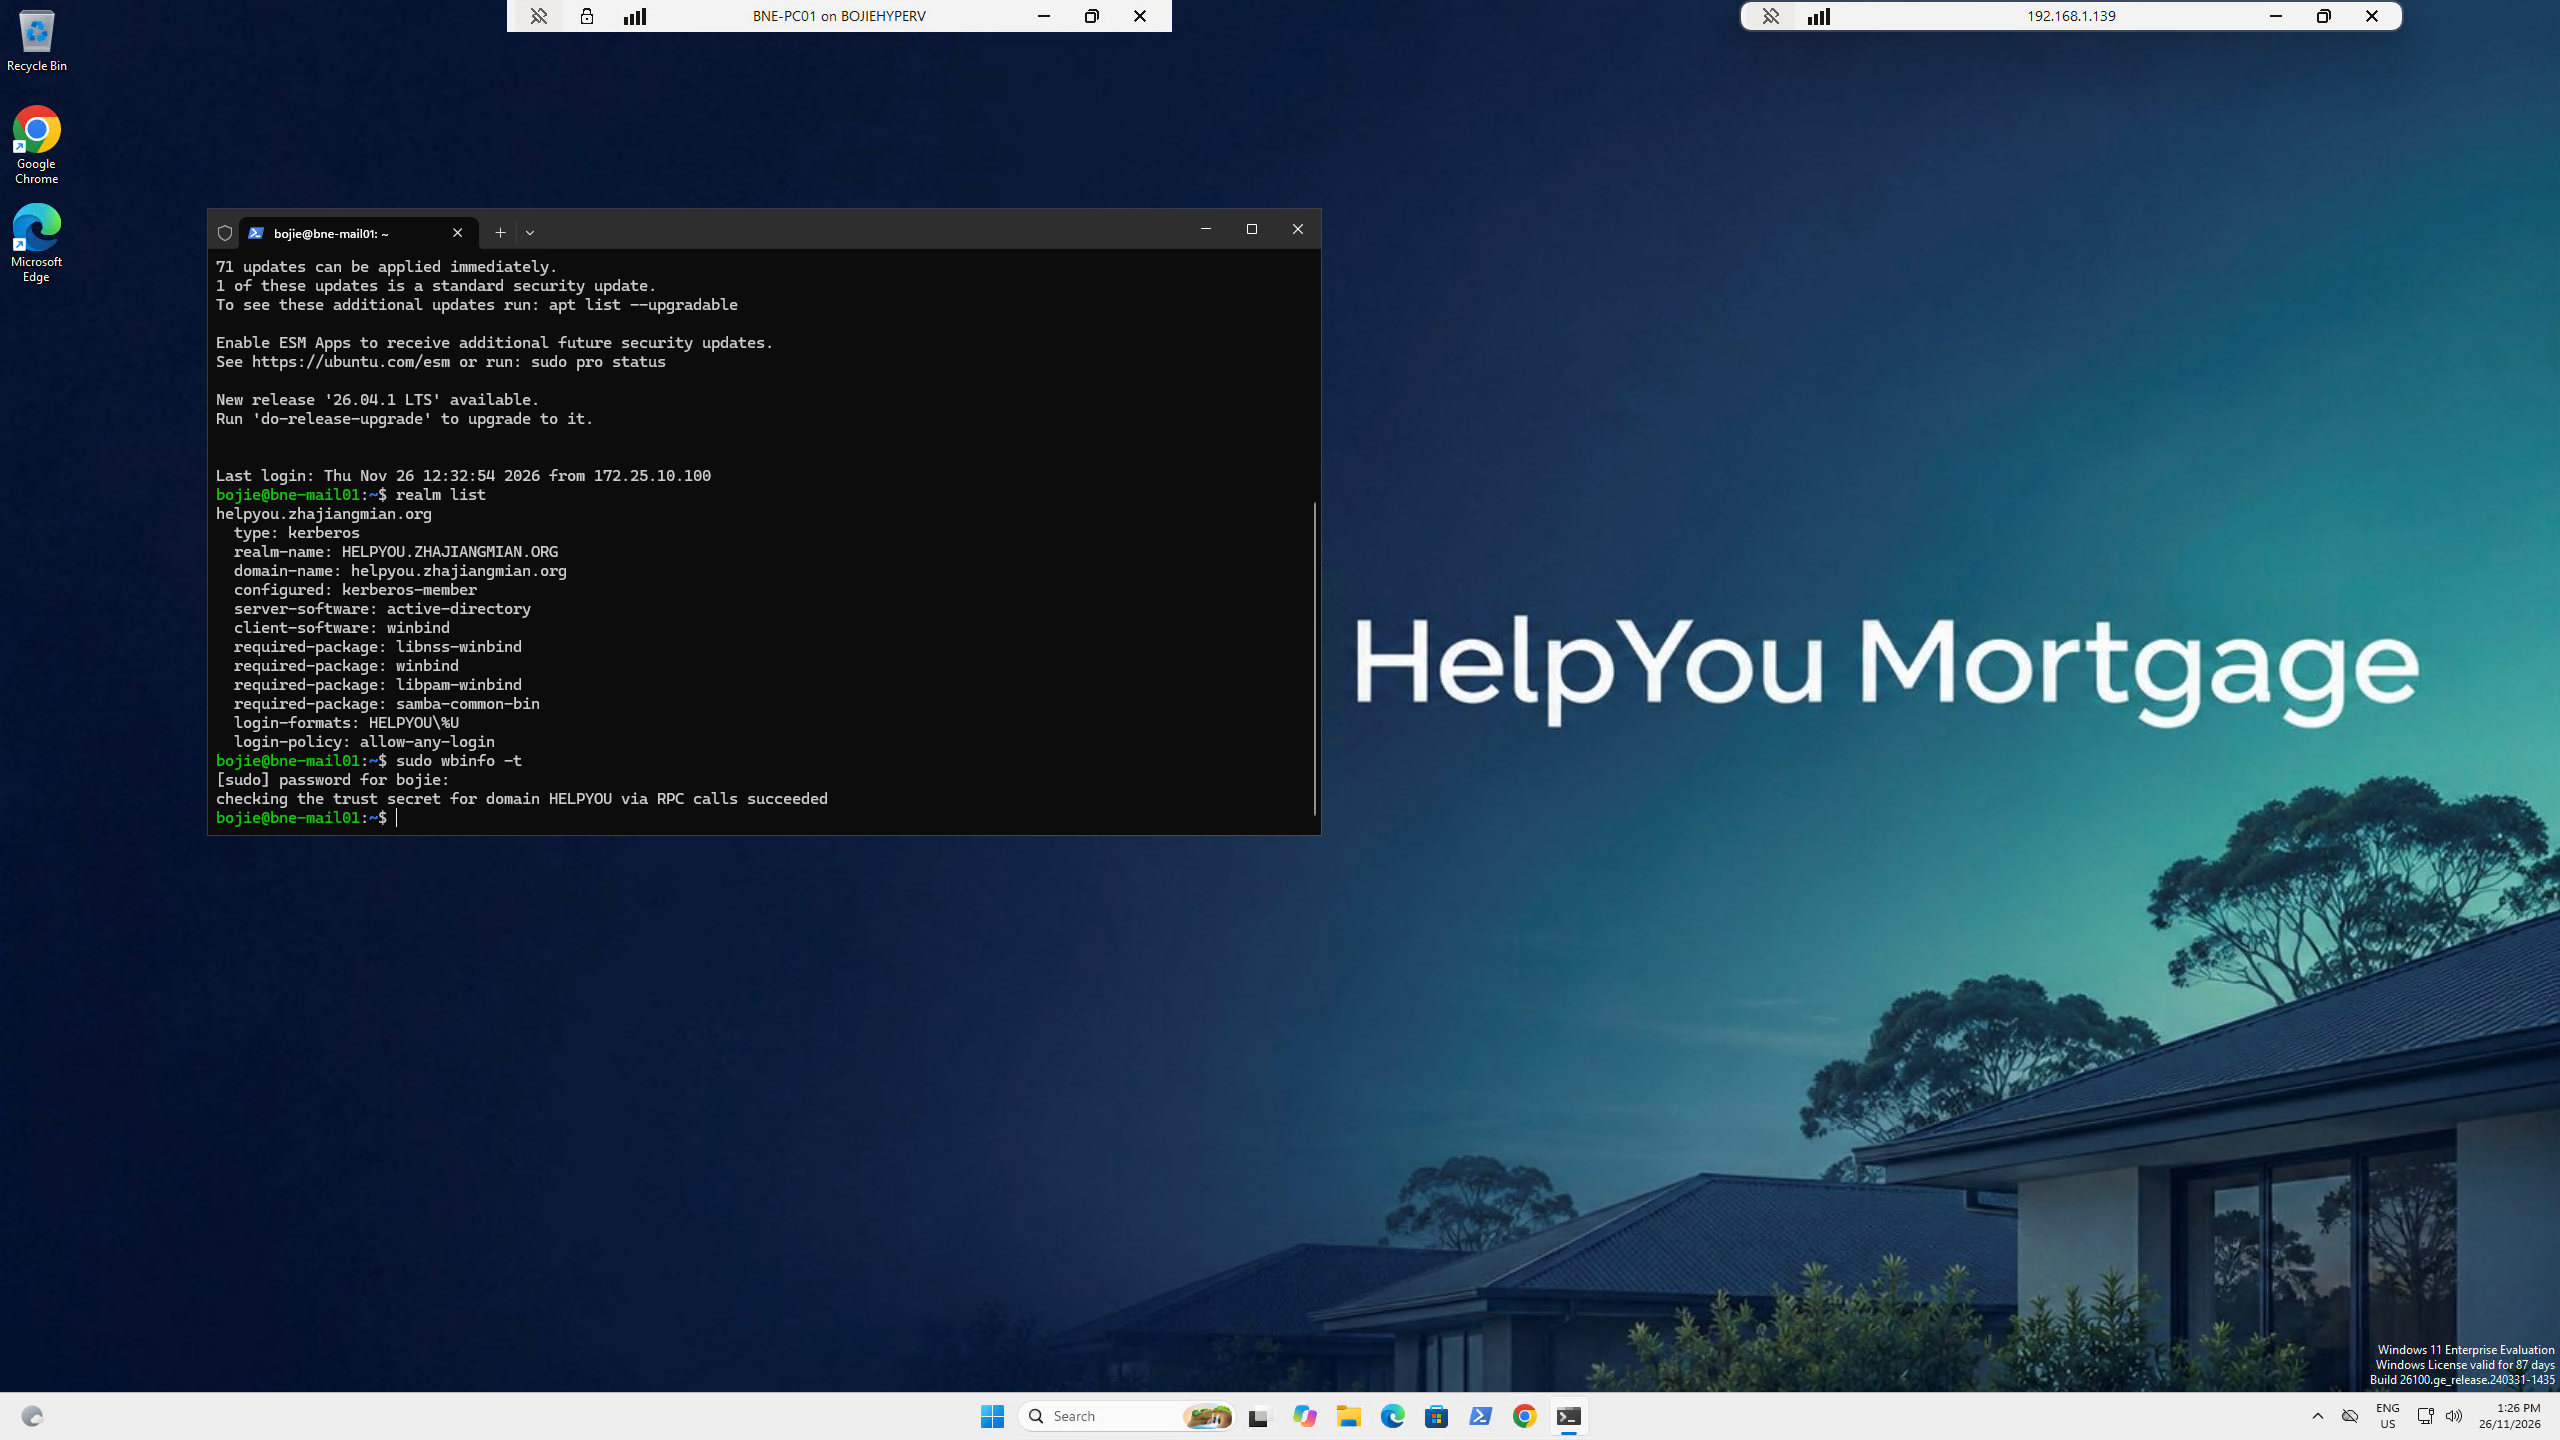 BNE-PC01 on BOJIEHYPERV
192.168.1.139
Recycle Bin
Google
Chrome
Microsoft
Edge
bojie@bne-mail01: ~
71 updates can be applied immediately.
1 of these updates is a standard security update.
To see these additional updates run: apt list --upgradable
Enable ESM Apps to receive additional future security updates.
See https://ubuntu.com/esm or run: sudo pro status
New release '26.04.1 LTS' available.
Run 'do-release-upgrade' to upgrade to it.
Last login: Thu Nov 26 12:32:54 2026 from 172.25.10.100
bojie@bne-mail01:~$ realm list
helpyou.zhajiangmian.org
type: kerberos
realm-name: HELPYOU.ZHAJIANGMIAN.ORG
domain-name: helpyou.zhajiangmian.org
configured: kerberos-member
server-software: active-directory
client-software: winbind
required-package: libnss-winbind
required-package: winbind
required-package: libpam-winbind
required-package: samba-common-bin
login-formats: HELPYOU\%U
login-policy: allow-any-login
bojie@bne-mail01:~$ sudo wbinfo -t
[sudo] password for bojie:
checking the trust secret for domain HELPYOU via RPC calls succeeded
bojie@bne-mail01:~$
HelpYou Mortgage
Windows 11 Enterprise Evaluation
Windows License valid for 87 days
Build 26100.ge_release.240331-1435
Search
ENG
US
1:26 PM
26/11/2026